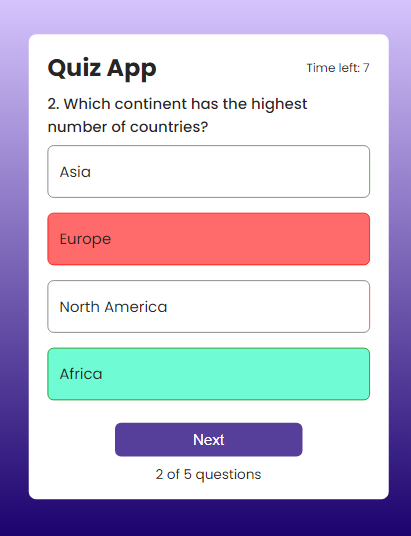 Quiz App
Time left: 7
2. Which continent has the highest
number of countries?
Asia
Europe
North America
Africa
Next
2 of 5 questions